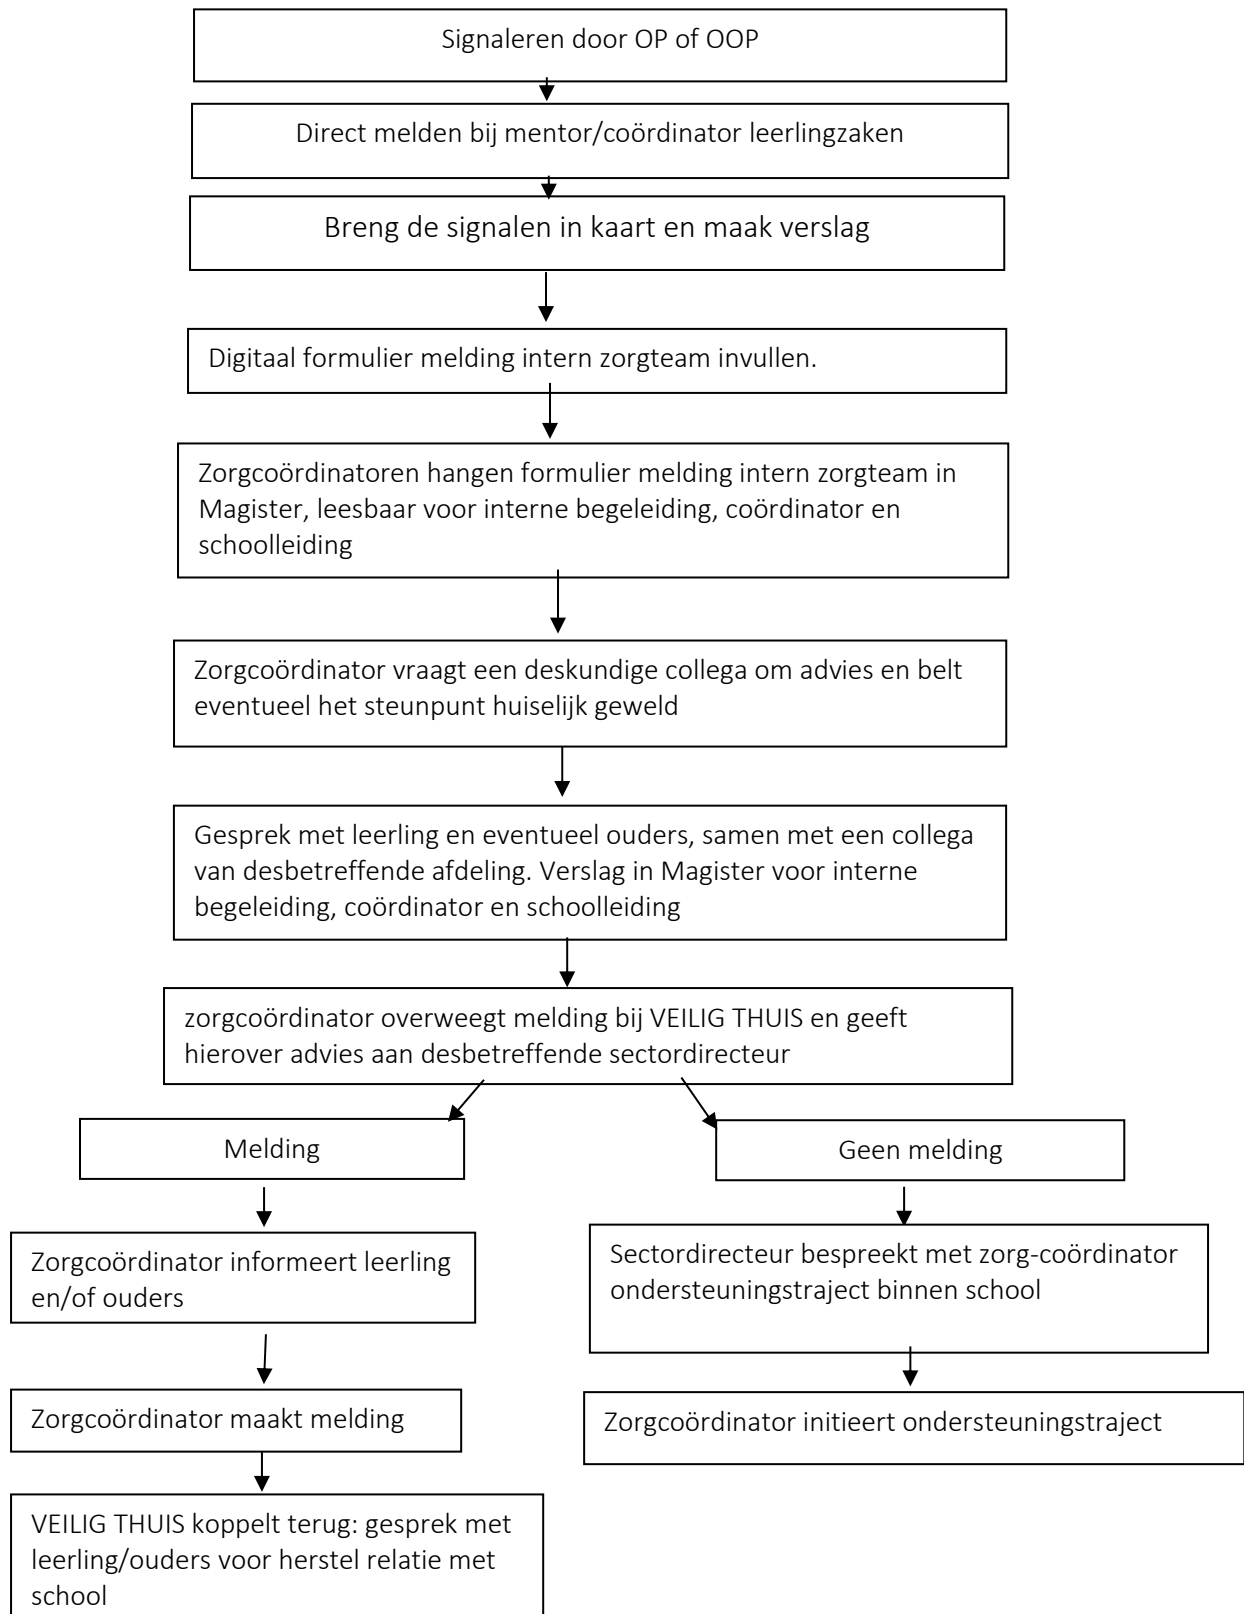 Signaleren door OP of OOP
Direct melden bij mentor/coördinator leerlingzaken
Breng de signalen in kaart en maak verslag
Digitaal formulier melding intern zorgteam invullen.
Zorgcoördinatoren hangen formulier melding intern zorgteam in
Magister, leesbaar voor interne begeleiding, coördinator en
schoolleiding
Zorgcoördinator vraagt een deskundige collega om advies en belt
eventueel het steunpunt huiselijk geweld
Gesprek met leerling en eventueel ouders, samen met een collega
van desbetreffende afdeling. Verslag in Magister voor interne
begeleiding, coördinator en schoolleiding
zorgcoördinator overweegt melding bij VEILIG THUIS en geeft
hierover advies aan desbetreffende sectordirecteur
Melding
Zorgcoördinator informeert leerling
en/of ouders
Zorgcoördinator maakt melding
VEILIG THUIS koppelt terug: gesprek met
leerling/ouders voor herstel relatie met
school
Geen melding
Sectordirecteur bespreekt met zorg-coördinator
ondersteuningstraject binnen school
Zorgcoördinator initieert ondersteuningstraject